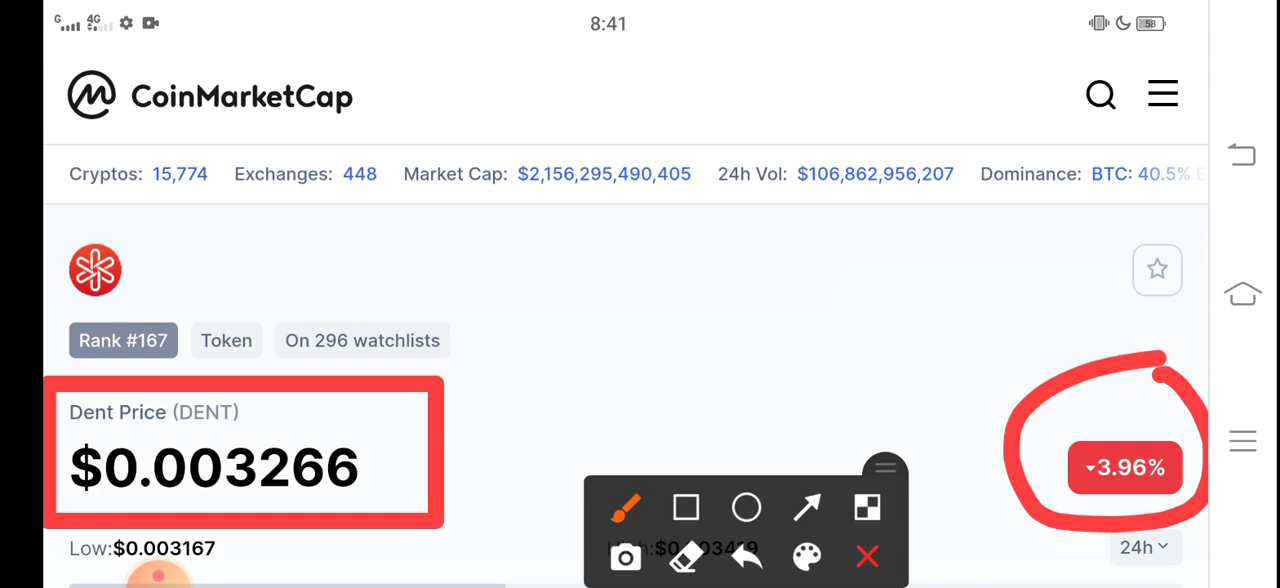 G 4G 8:41 58
CoinMarketCap
Cryptos: 15,774 Exchanges: 448 Market Cap: $2,156,295,490,405 24h Vol: $106,862,956,207 Dominance: BTC: 40.5% E
Rank #167 Token On 296 watchlists
Dent Price (DENT)
$0.003266 3.96%
Low:$0.003167 24h